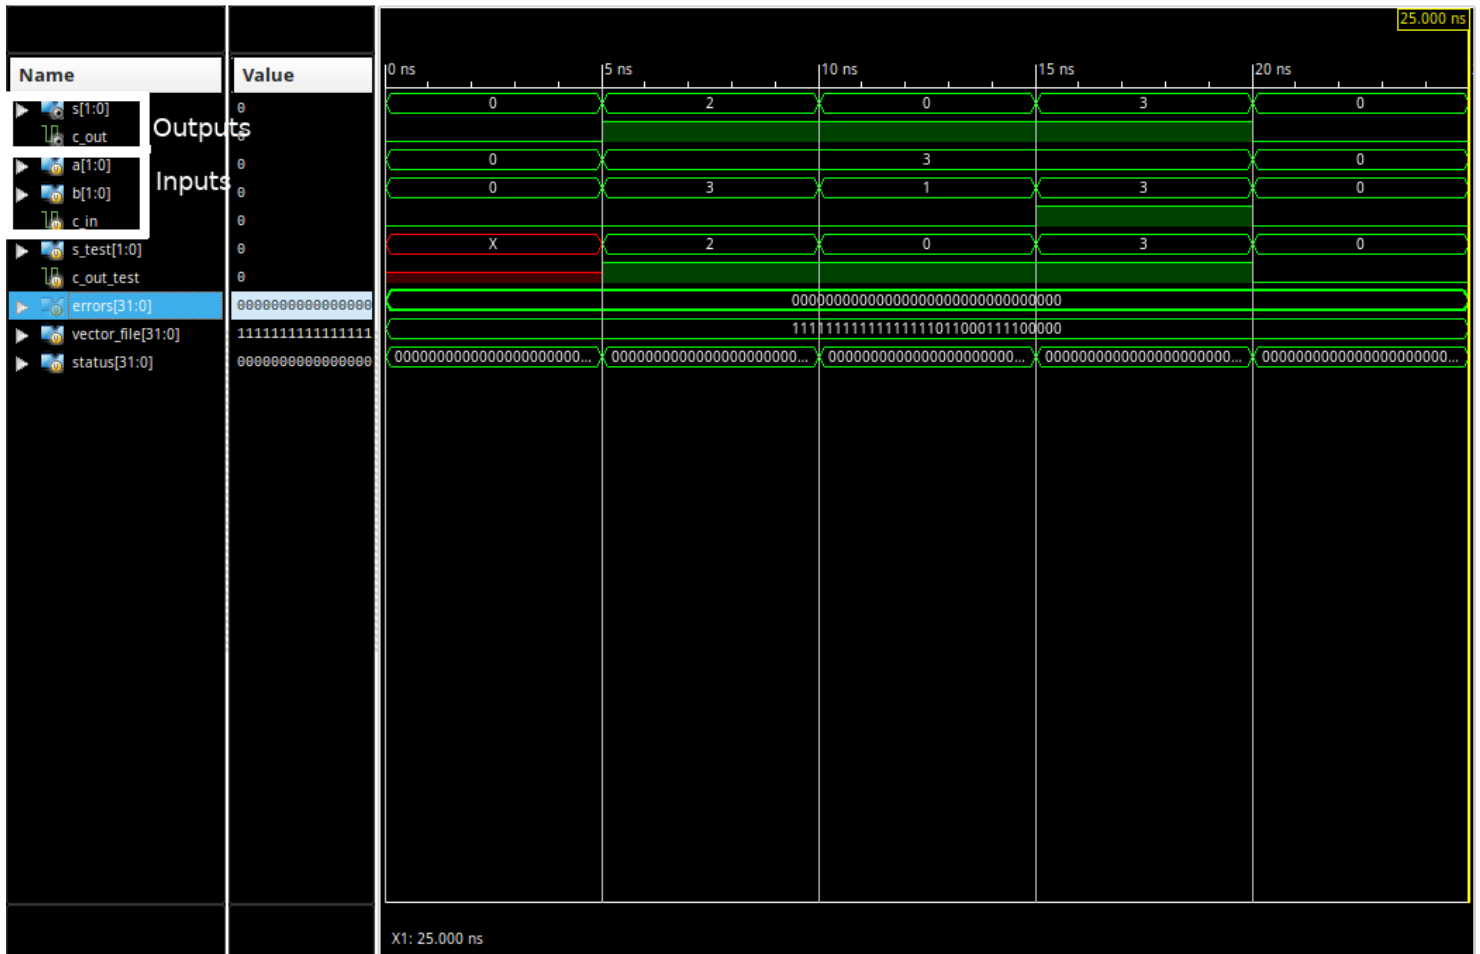 25.000 ns
Name Value 0 ns 5 ns 10 ns 15 ns 20 ns
s[1:0] 0 0 2 0 3 0
c_out Outputs 0
a[1:0] 0 0 3 0
Inputs
b[1:0] 0 0 3 1 3 0
c_in 0
s_test[1:0] 0 X 2 0 3 0
c_out_test 0
errors[31:0] 0000000000000000 00000000000000000000000000000000
vector_file[31:0] 1111111111111111 11111111111111111011000111100000
status[31:0] 0000000000000000 0000000000000000000000... 0000000000000000000000... 0000000000000000000000... 0000000000000000000000... 0000000000000000000000...
X1: 25.000 ns